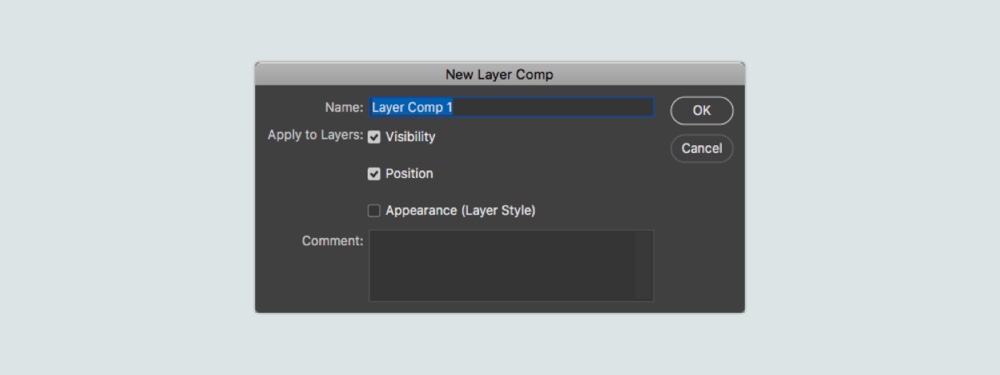 New Layer Comp
Name: Layer Comp 1
OK
Apply to Layers: Visibility
Cancel
Position
Appearance (Layer Style)
Comment: